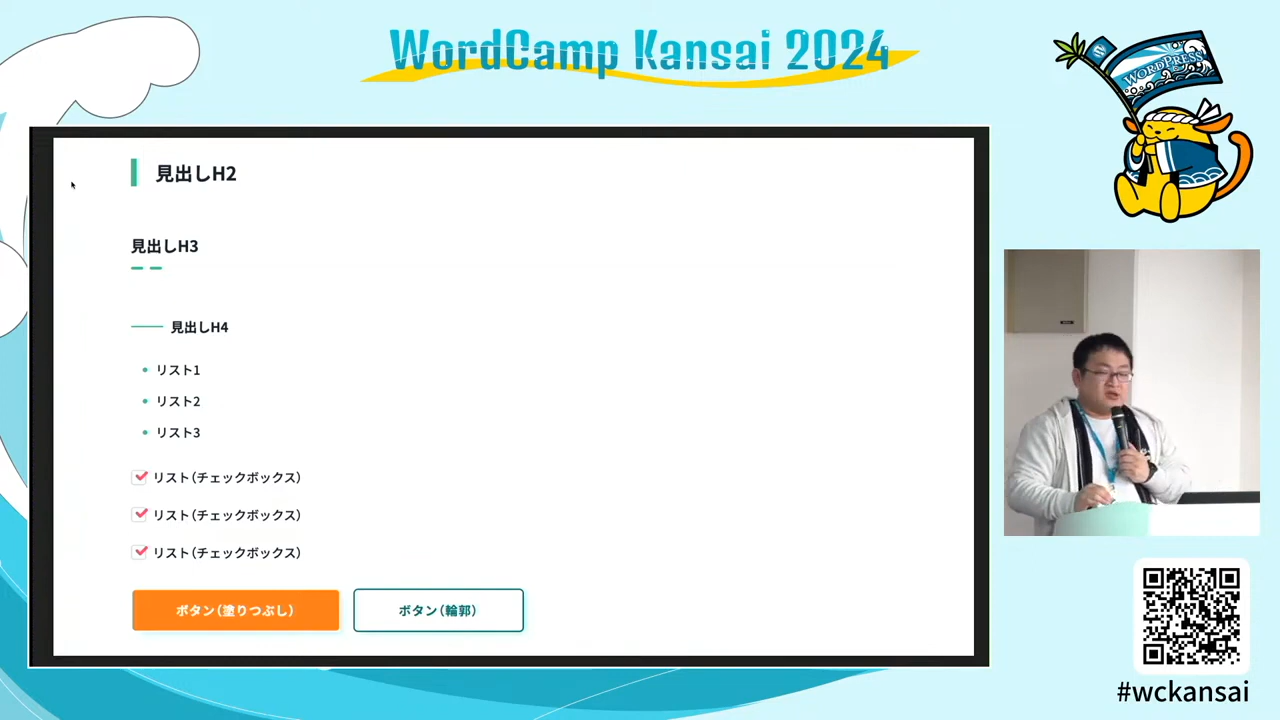 WordCamp Kansai 2024
WORDPRESS
見出しH2
見出しH3
見出しH4
リスト1
リスト2
リスト3
リスト（チェックボックス）
リスト（チェックボックス）
リスト（チェックボックス）
ボタン（塗りつぶし）
ボタン（輪郭）
#wckansai